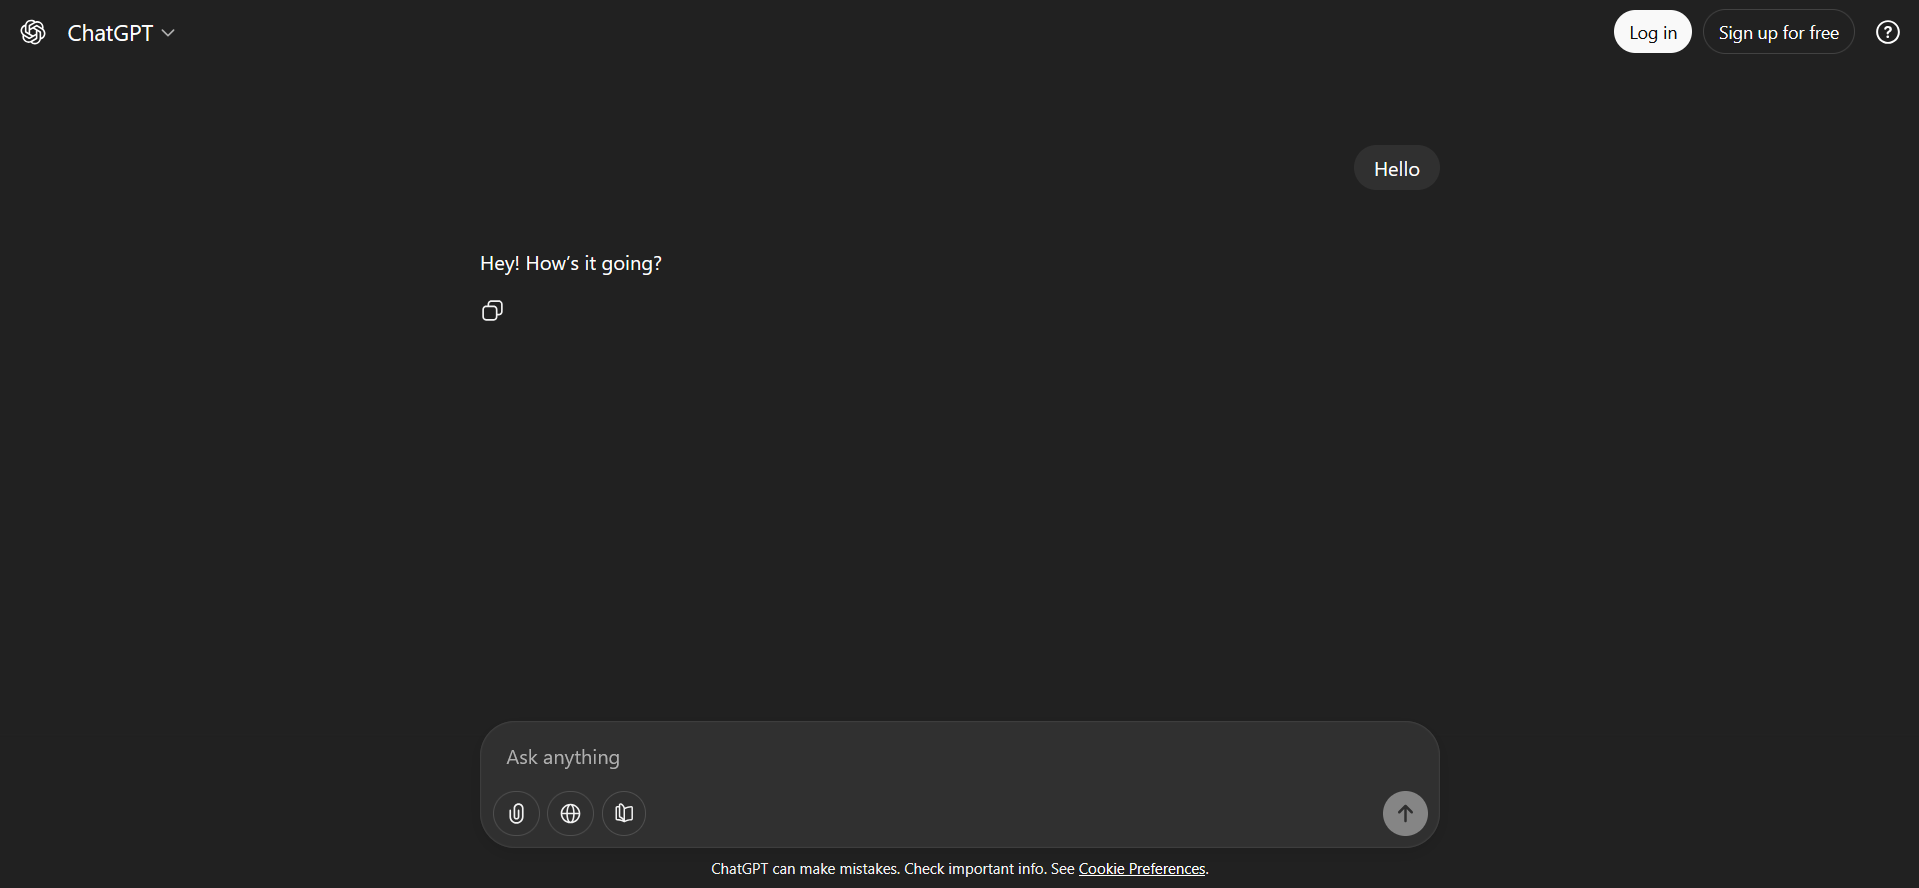 ChatGPT
Log in
Sign up for free
?
Hello
Hey! How’s it going?
Ask anything
ChatGPT can make mistakes. Check important info. See Cookie Preferences.